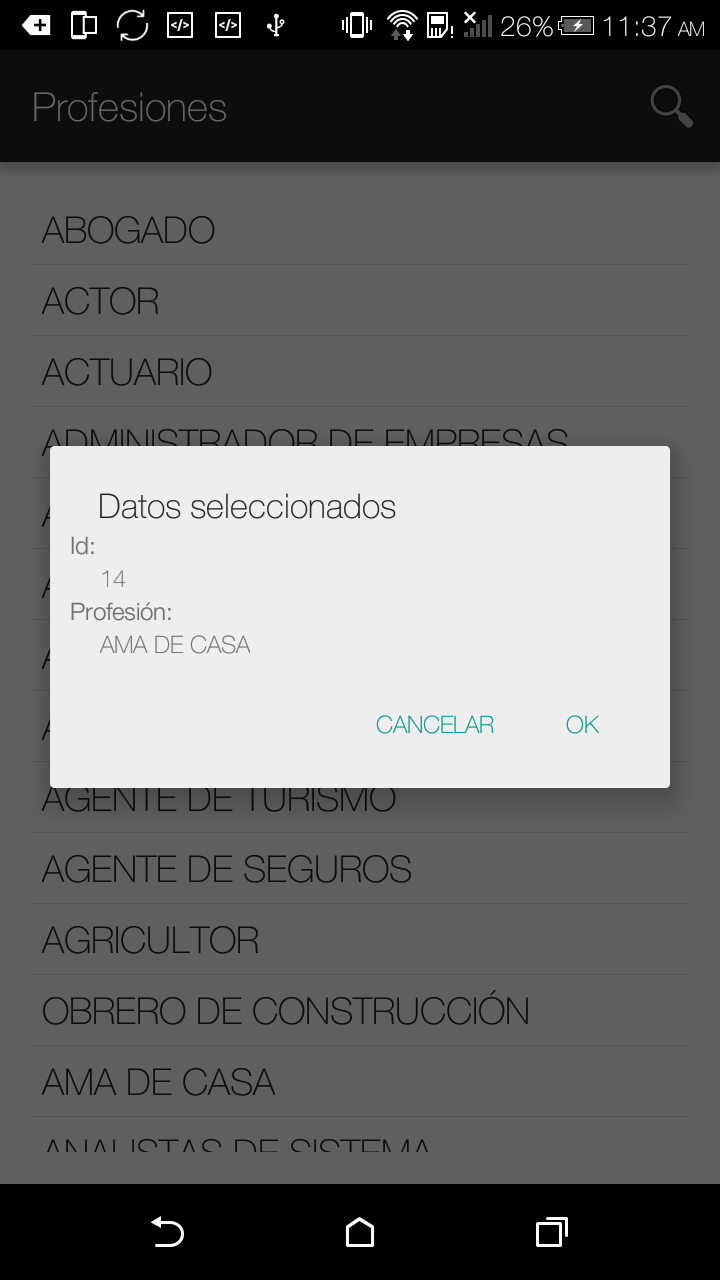 26% 11:37 AM
Profesiones
ABOGADO
ACTOR
ACTUARIO
ADMINISTRADOR DE EMPRESAS
Datos seleccionados
Id:
14
Profesión:
AMA DE CASA
CANCELAR OK
AGENTE DE TURISMO
AGENTE DE SEGUROS
AGRICULTOR
OBRERO DE CONSTRUCCIÓN
AMA DE CASA
ANALISTAS DE SISTEMA